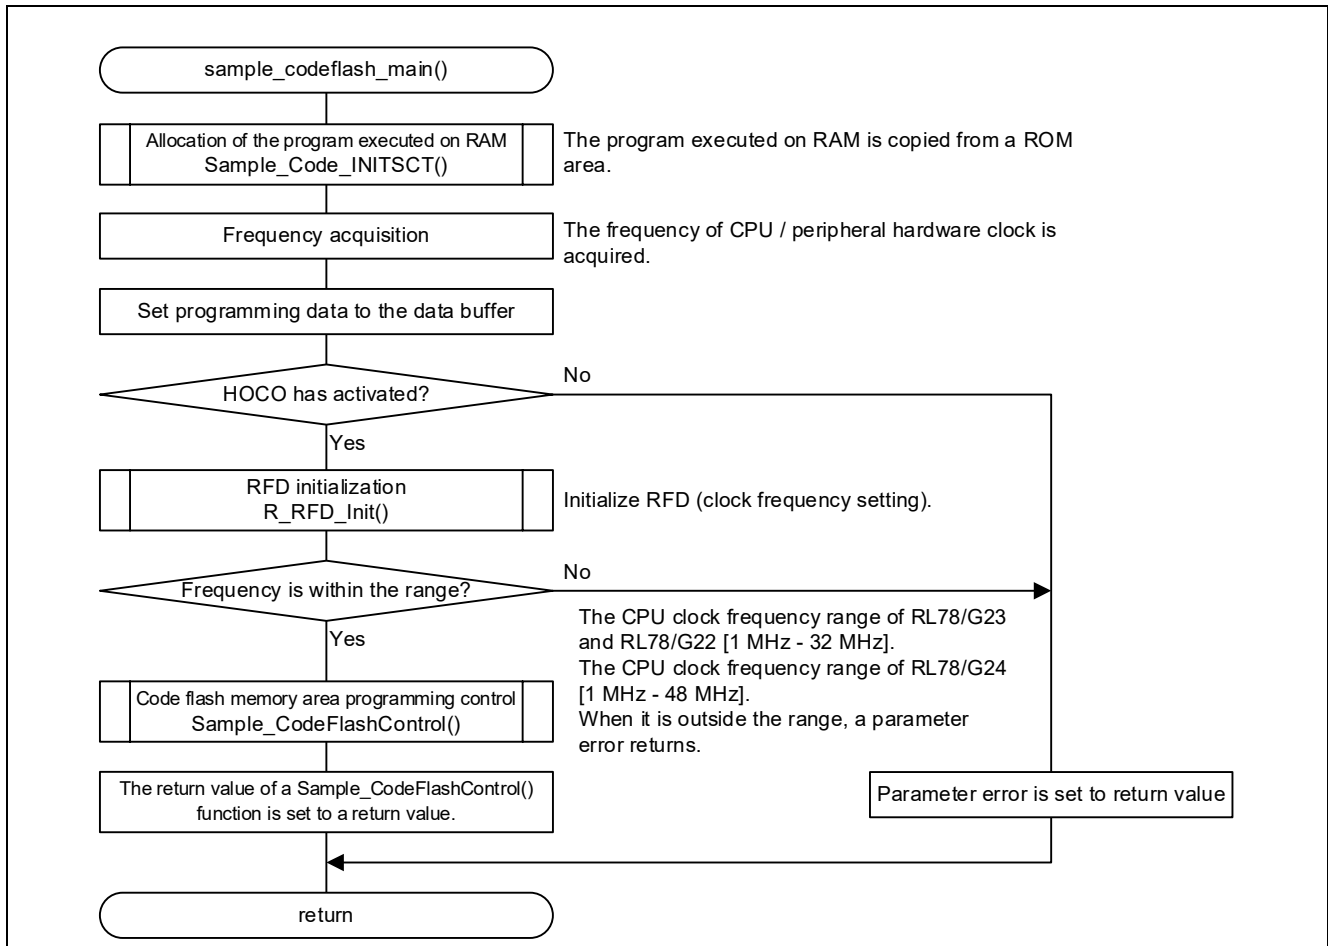 sample_codeflash_main()
Allocation of the program executed on RAM
Sample_Code_INITSCT()
The program executed on RAM is copied from a ROM
area.
Frequency acquisition
The frequency of CPU / peripheral hardware clock is
acquired.
Set programming data to the data buffer
HOCO has activated?
No
Yes
RFD initialization
R_RFD_Init()
Initialize RFD (clock frequency setting).
Frequency is within the range?
No
Yes
The CPU clock frequency range of RL78/G23
and RL78/G22 [1 MHz - 32 MHz].
The CPU clock frequency range of RL78/G24
[1 MHz - 48 MHz].
When it is outside the range, a parameter
error returns.
Code flash memory area programming control
Sample_CodeFlashControl()
The return value of a Sample_CodeFlashControl()
function is set to a return value.
Parameter error is set to return value
return